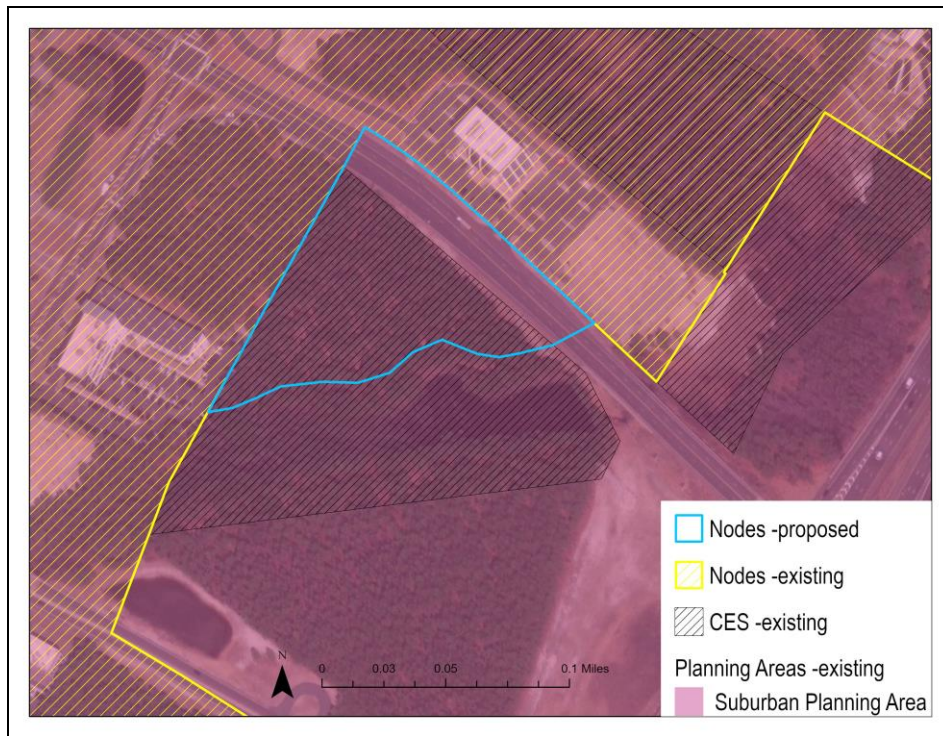 Nodes -proposed
Nodes -existing
CES -existing
Planning Areas -existing
Suburban Planning Area
N
0 0.03 0.05 0.1 Miles